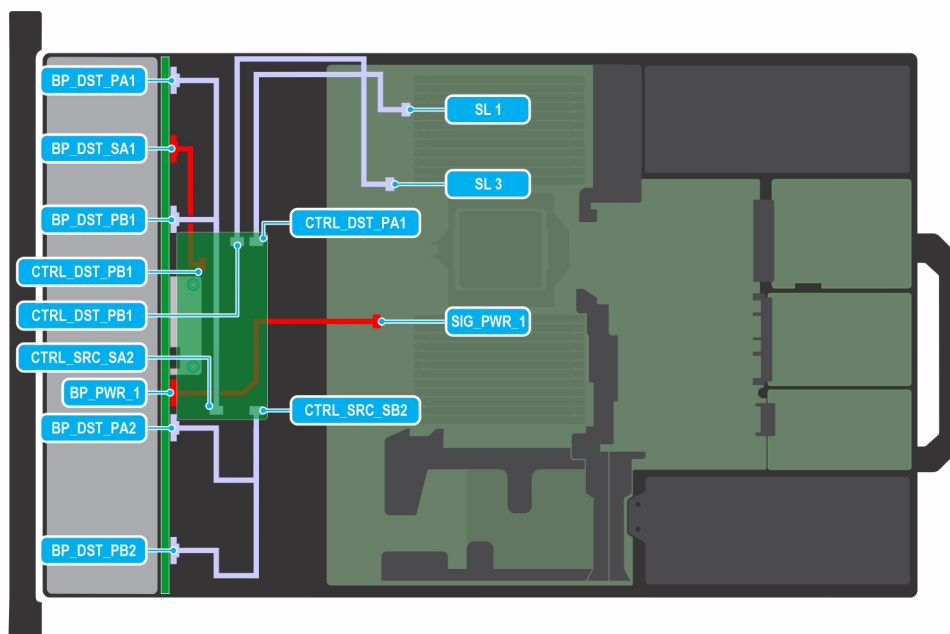 BP_DST_PA1
SL 1
BP_DST_SA1
SL 3
BP_DST_PB1
CTRL_DST_PA1
CTRL_DST_PB1
CTRL_DST_PB1
SIG_PWR_1
CTRL_SRC_SA2
BP_PWR_1
CTRL_SRC_SB2
BP_DST_PA2
BP_DST_PB2